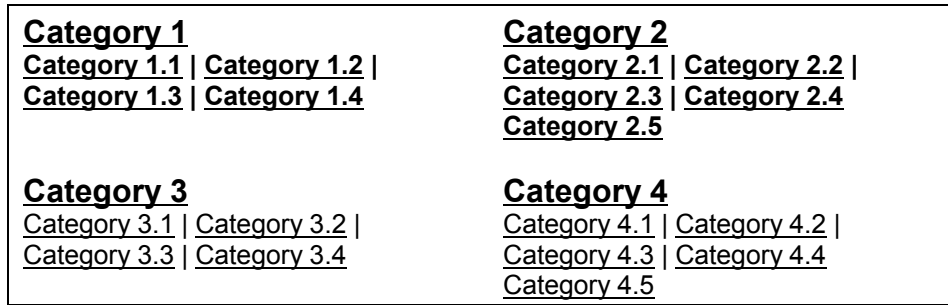 Category 1
Category 1.1 | Category 1.2 |
Category 1.3 | Category 1.4
Category 2
Category 2.1 | Category 2.2 |
Category 2.3 | Category 2.4
Category 2.5
Category 3
Category 3.1 | Category 3.2 |
Category 3.3 | Category 3.4
Category 4
Category 4.1 | Category 4.2 |
Category 4.3 | Category 4.4
Category 4.5